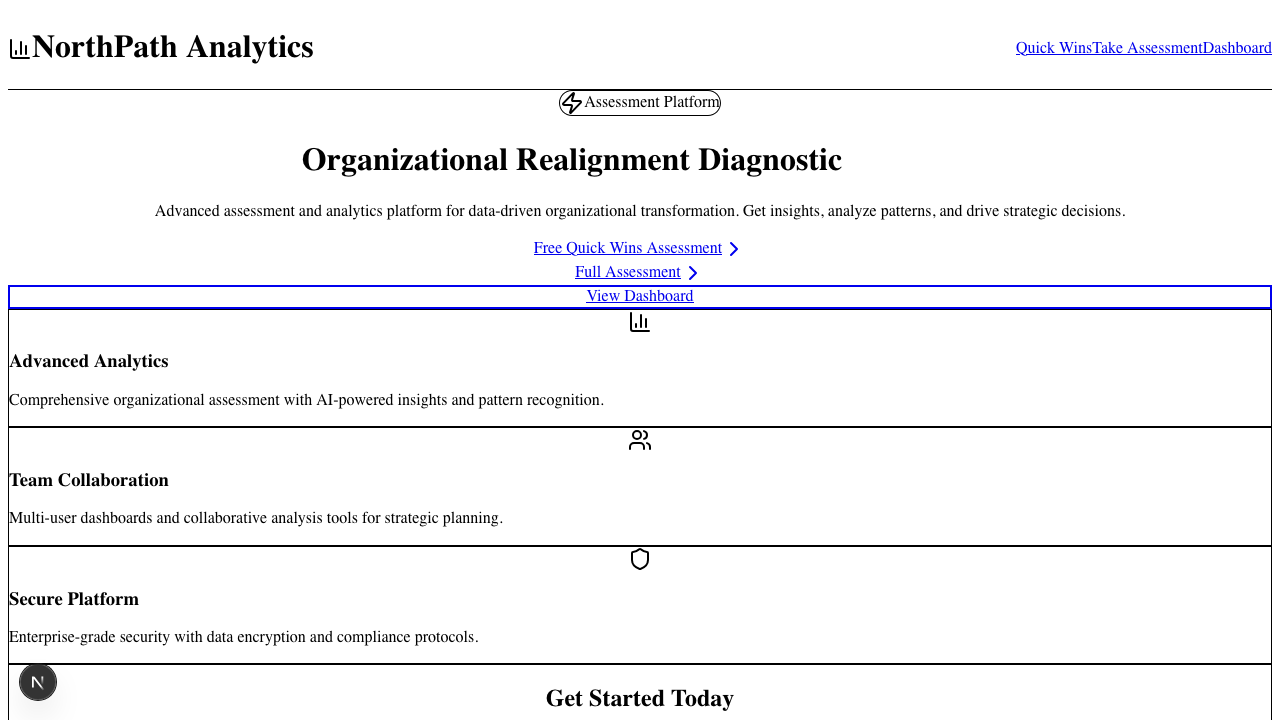 NorthPath Analytics
Quick WinsTake AssessmentDashboard
Assessment Platform
Organizational Realignment Diagnostic
Advanced assessment and analytics platform for data-driven organizational transformation. Get insights, analyze patterns, and drive strategic decisions.
Free Quick Wins Assessment
Full Assessment
View Dashboard
Advanced Analytics
Comprehensive organizational assessment with AI-powered insights and pattern recognition.
Team Collaboration
Multi-user dashboards and collaborative analysis tools for strategic planning.
Secure Platform
Enterprise-grade security with data encryption and compliance protocols.
N
Get Started Today